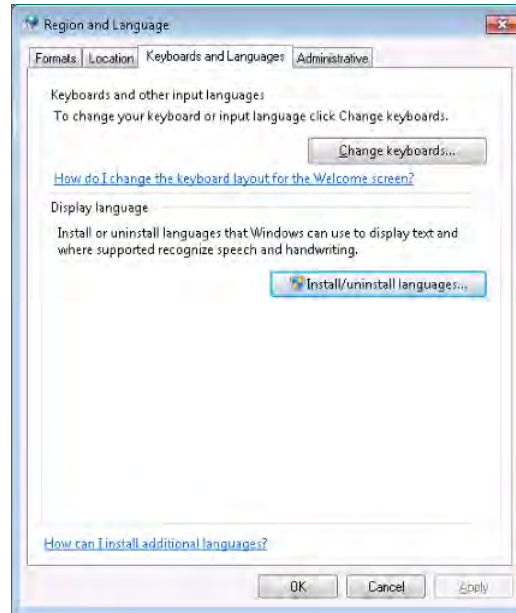 Region and Language
Formats Location Keyboards and Languages Administrative
Keyboards and other input languages
To change your keyboard or input language click Change keyboards.
Change keyboards...
How do I change the keyboard layout for the Welcome screen?
Display language
Install or uninstall languages that Windows can use to display text and
where supported recognize speech and handwriting.
Install/uninstall languages...
How can I install additional languages?
OK Cancel Apply